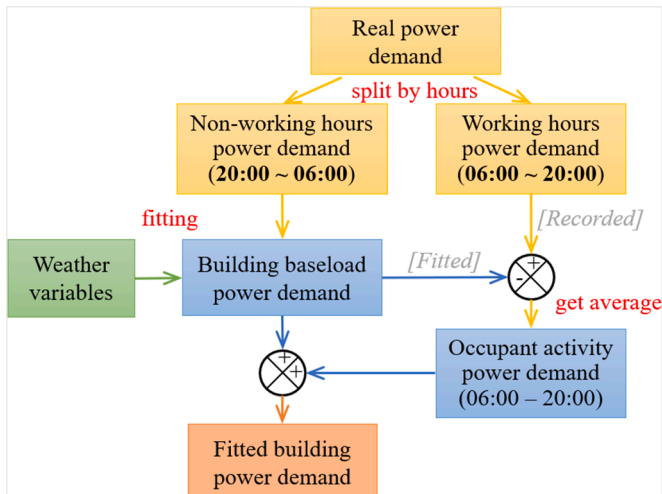 Real power
demand
split by hours
Non-working hours
power demand
(20:00 ~ 06:00)
Working hours
power demand
(06:00 ~ 20:00)
fitting
[Recorded]
Weather
variables
Building baseload
power demand
[Fitted]
+
-
get average
Occupant activity
power demand
(06:00 – 20:00)
+
+
Fitted building
power demand